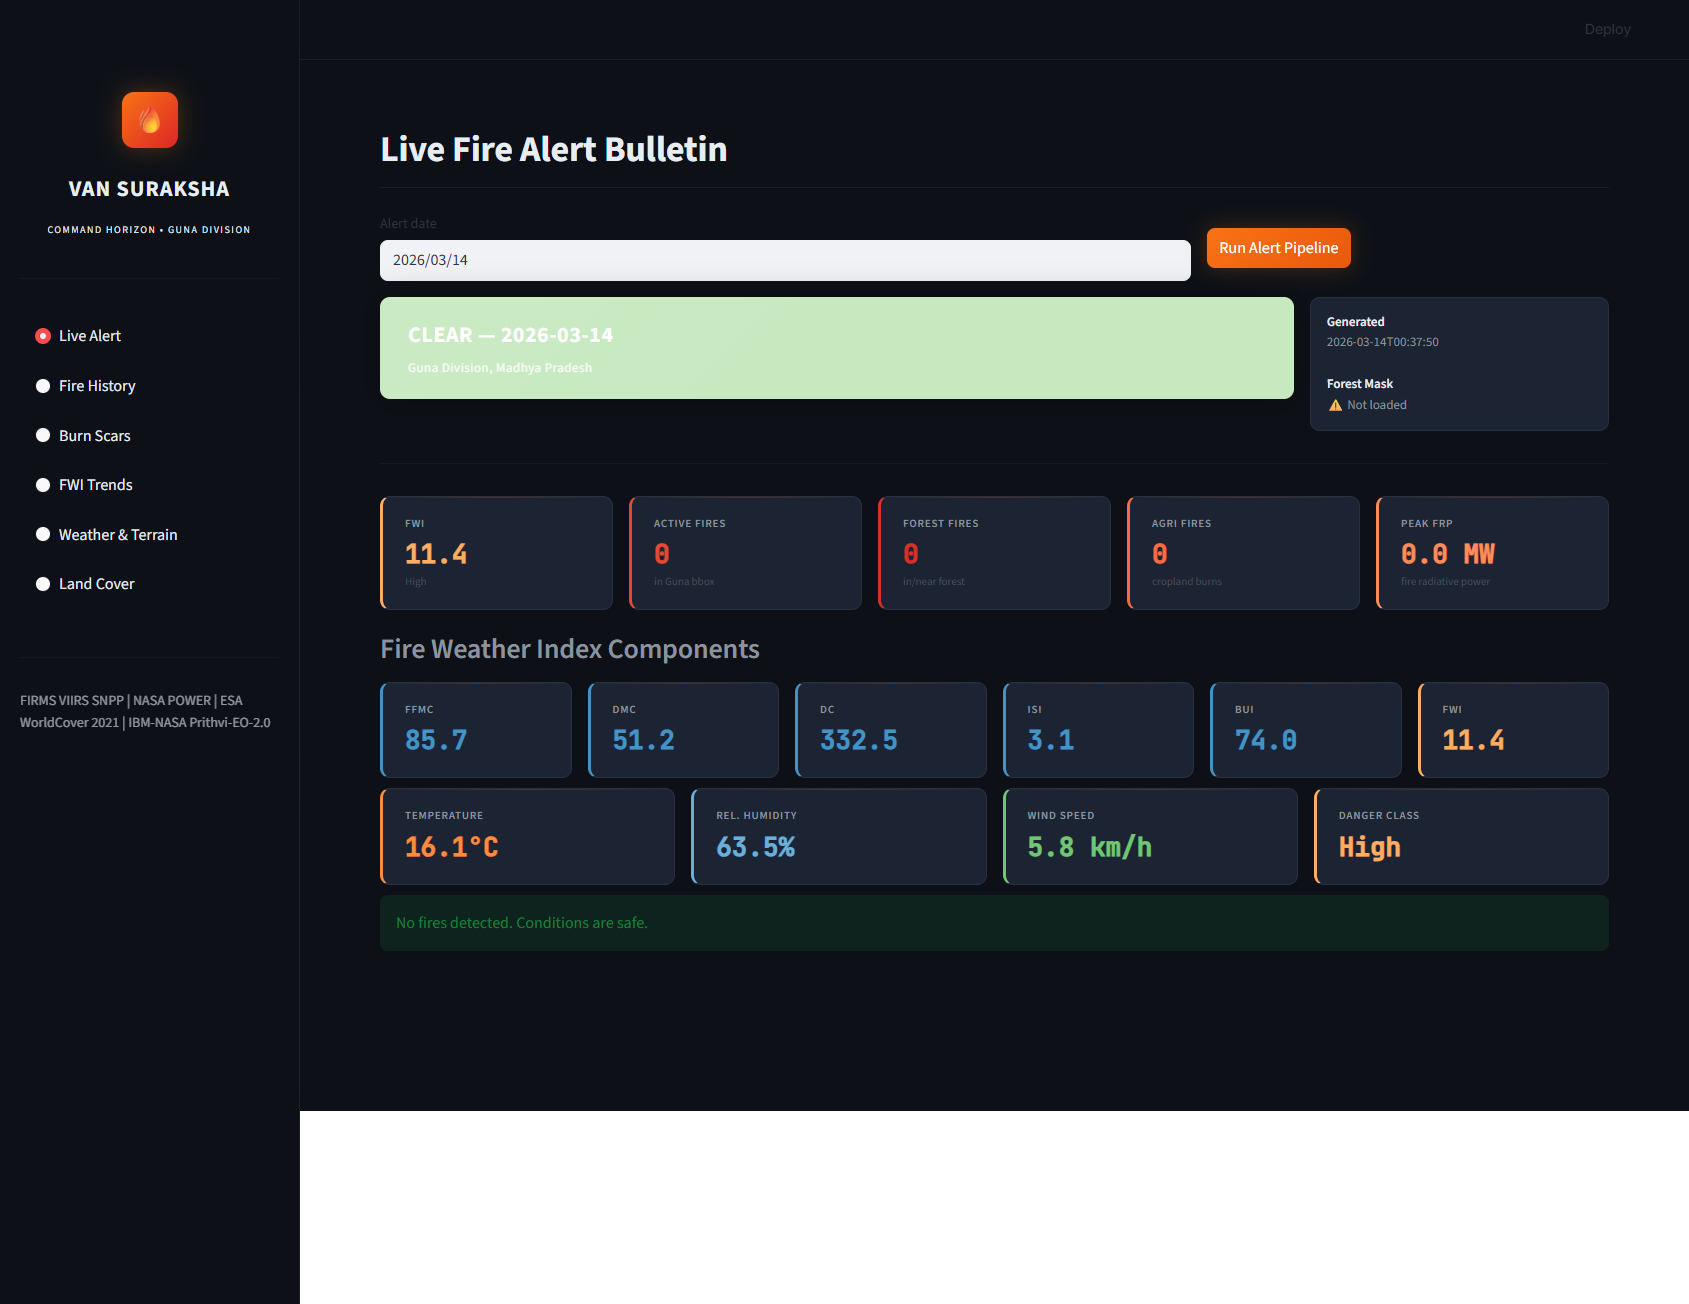 Deploy
VAN SURAKSHA
COMMAND HORIZON • GUNA DIVISION
Live Alert
Fire History
Burn Scars
FWI Trends
Weather & Terrain
Land Cover
FIRMS VIIRS SNPP | NASA POWER | ESA
WorldCover 2021 | IBM-NASA Prithvi-EO-2.0
Live Fire Alert Bulletin
Alert date
2026/03/14
Run Alert Pipeline
CLEAR — 2026-03-14
Guna Division, Madhya Pradesh
Generated
2026-03-14T00:37:50
Forest Mask
⚠️ Not loaded
FWI
11.4
High
ACTIVE FIRES
0
in Guna bbox
FOREST FIRES
0
in/near forest
AGRI FIRES
0
cropland burns
PEAK FRP
0.0 MW
fire radiative power
Fire Weather Index Components
FFMC
85.7
DMC
51.2
DC
332.5
ISI
3.1
BUI
74.0
FWI
11.4
TEMPERATURE
16.1°C
REL. HUMIDITY
63.5%
WIND SPEED
5.8 km/h
DANGER CLASS
High
No fires detected. Conditions are safe.